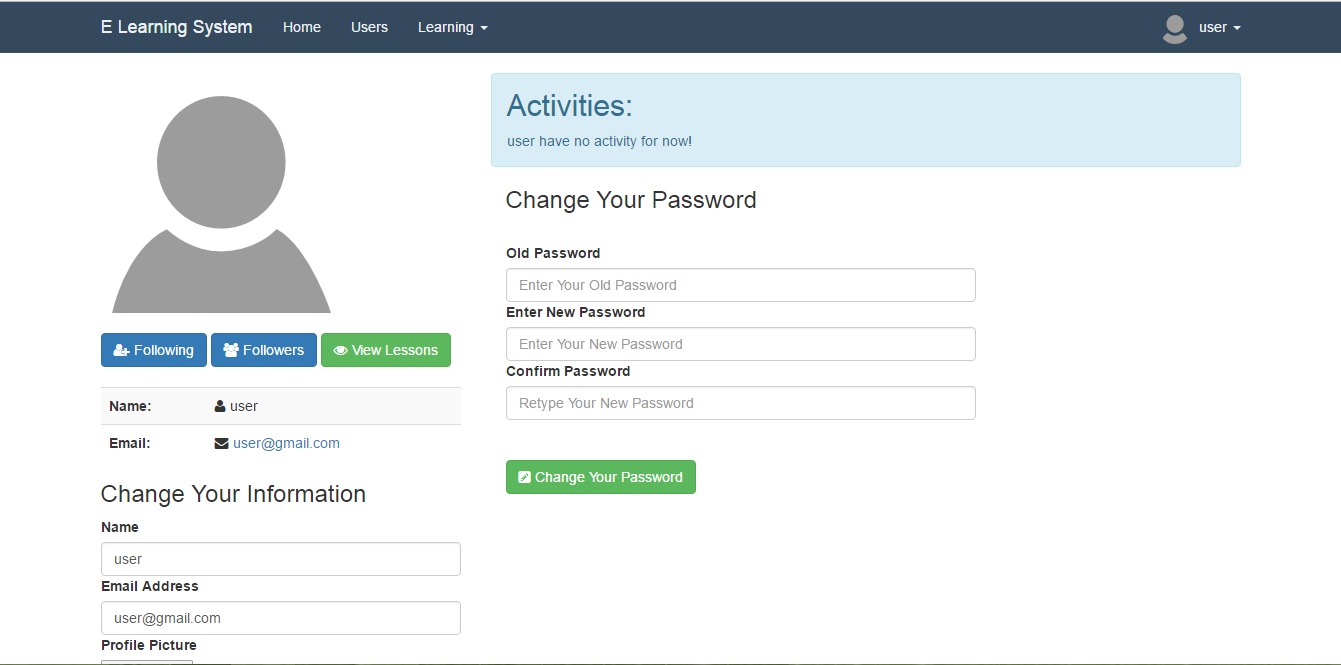 E Learning System Home Users Learning user
Activities:
user have no activity for now!
Following Followers View Lessons
Name: user
Email: user@gmail.com
Change Your Information
Name
user
Email Address
user@gmail.com
Profile Picture
Change Your Password
Old Password
Enter Your Old Password
Enter New Password
Enter Your New Password
Confirm Password
Retype Your New Password
Change Your Password